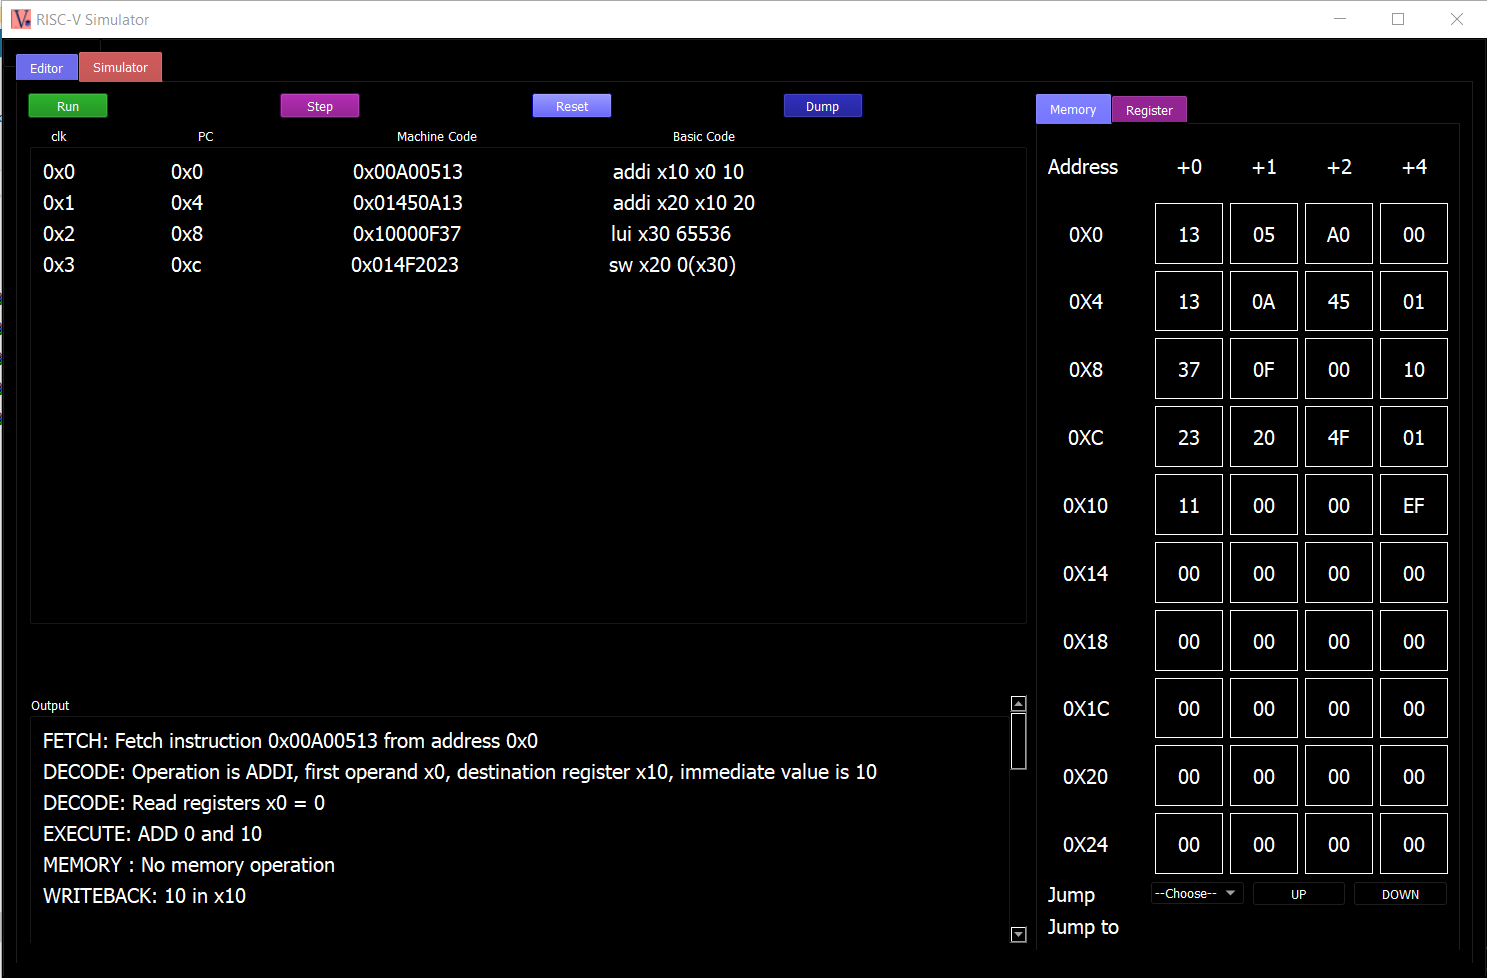 V. RISC-V Simulator
Editor Simulator
Run Step Reset Dump
clk PC Machine Code Basic Code
0x0 0x0 0x00A00513 addi x10 x0 10
0x1 0x4 0x01450A13 addi x20 x10 20
0x2 0x8 0x10000F37 lui x30 65536
0x3 0xc 0x014F2023 sw x20 0(x30)
Output
FETCH: Fetch instruction 0x00A00513 from address 0x0
DECODE: Operation is ADDI, first operand x0, destination register x10, immediate value is 10
DECODE: Read registers x0 = 0
EXECUTE: ADD 0 and 10
MEMORY : No memory operation
WRITEBACK: 10 in x10
Memory Register
Address +0 +1 +2 +4
0X0 13 05 A0 00
0X4 13 0A 45 01
0X8 37 0F 00 10
0XC 23 20 4F 01
0X10 11 00 00 EF
0X14 00 00 00 00
0X18 00 00 00 00
0X1C 00 00 00 00
0X20 00 00 00 00
0X24 00 00 00 00
Jump --Choose-- UP DOWN
Jump to